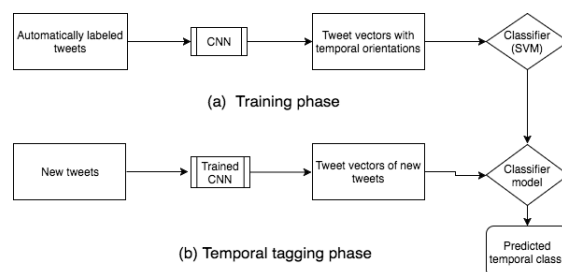 Automatically labeled
tweets
CNN
Tweet vectors with
temporal orientations
Classifier
(SVM)
(a) Training phase
New tweets
Trained
CNN
Tweet vectors of new
tweets
Classifier
model
(b) Temporal tagging phase
Predicted
temporal class